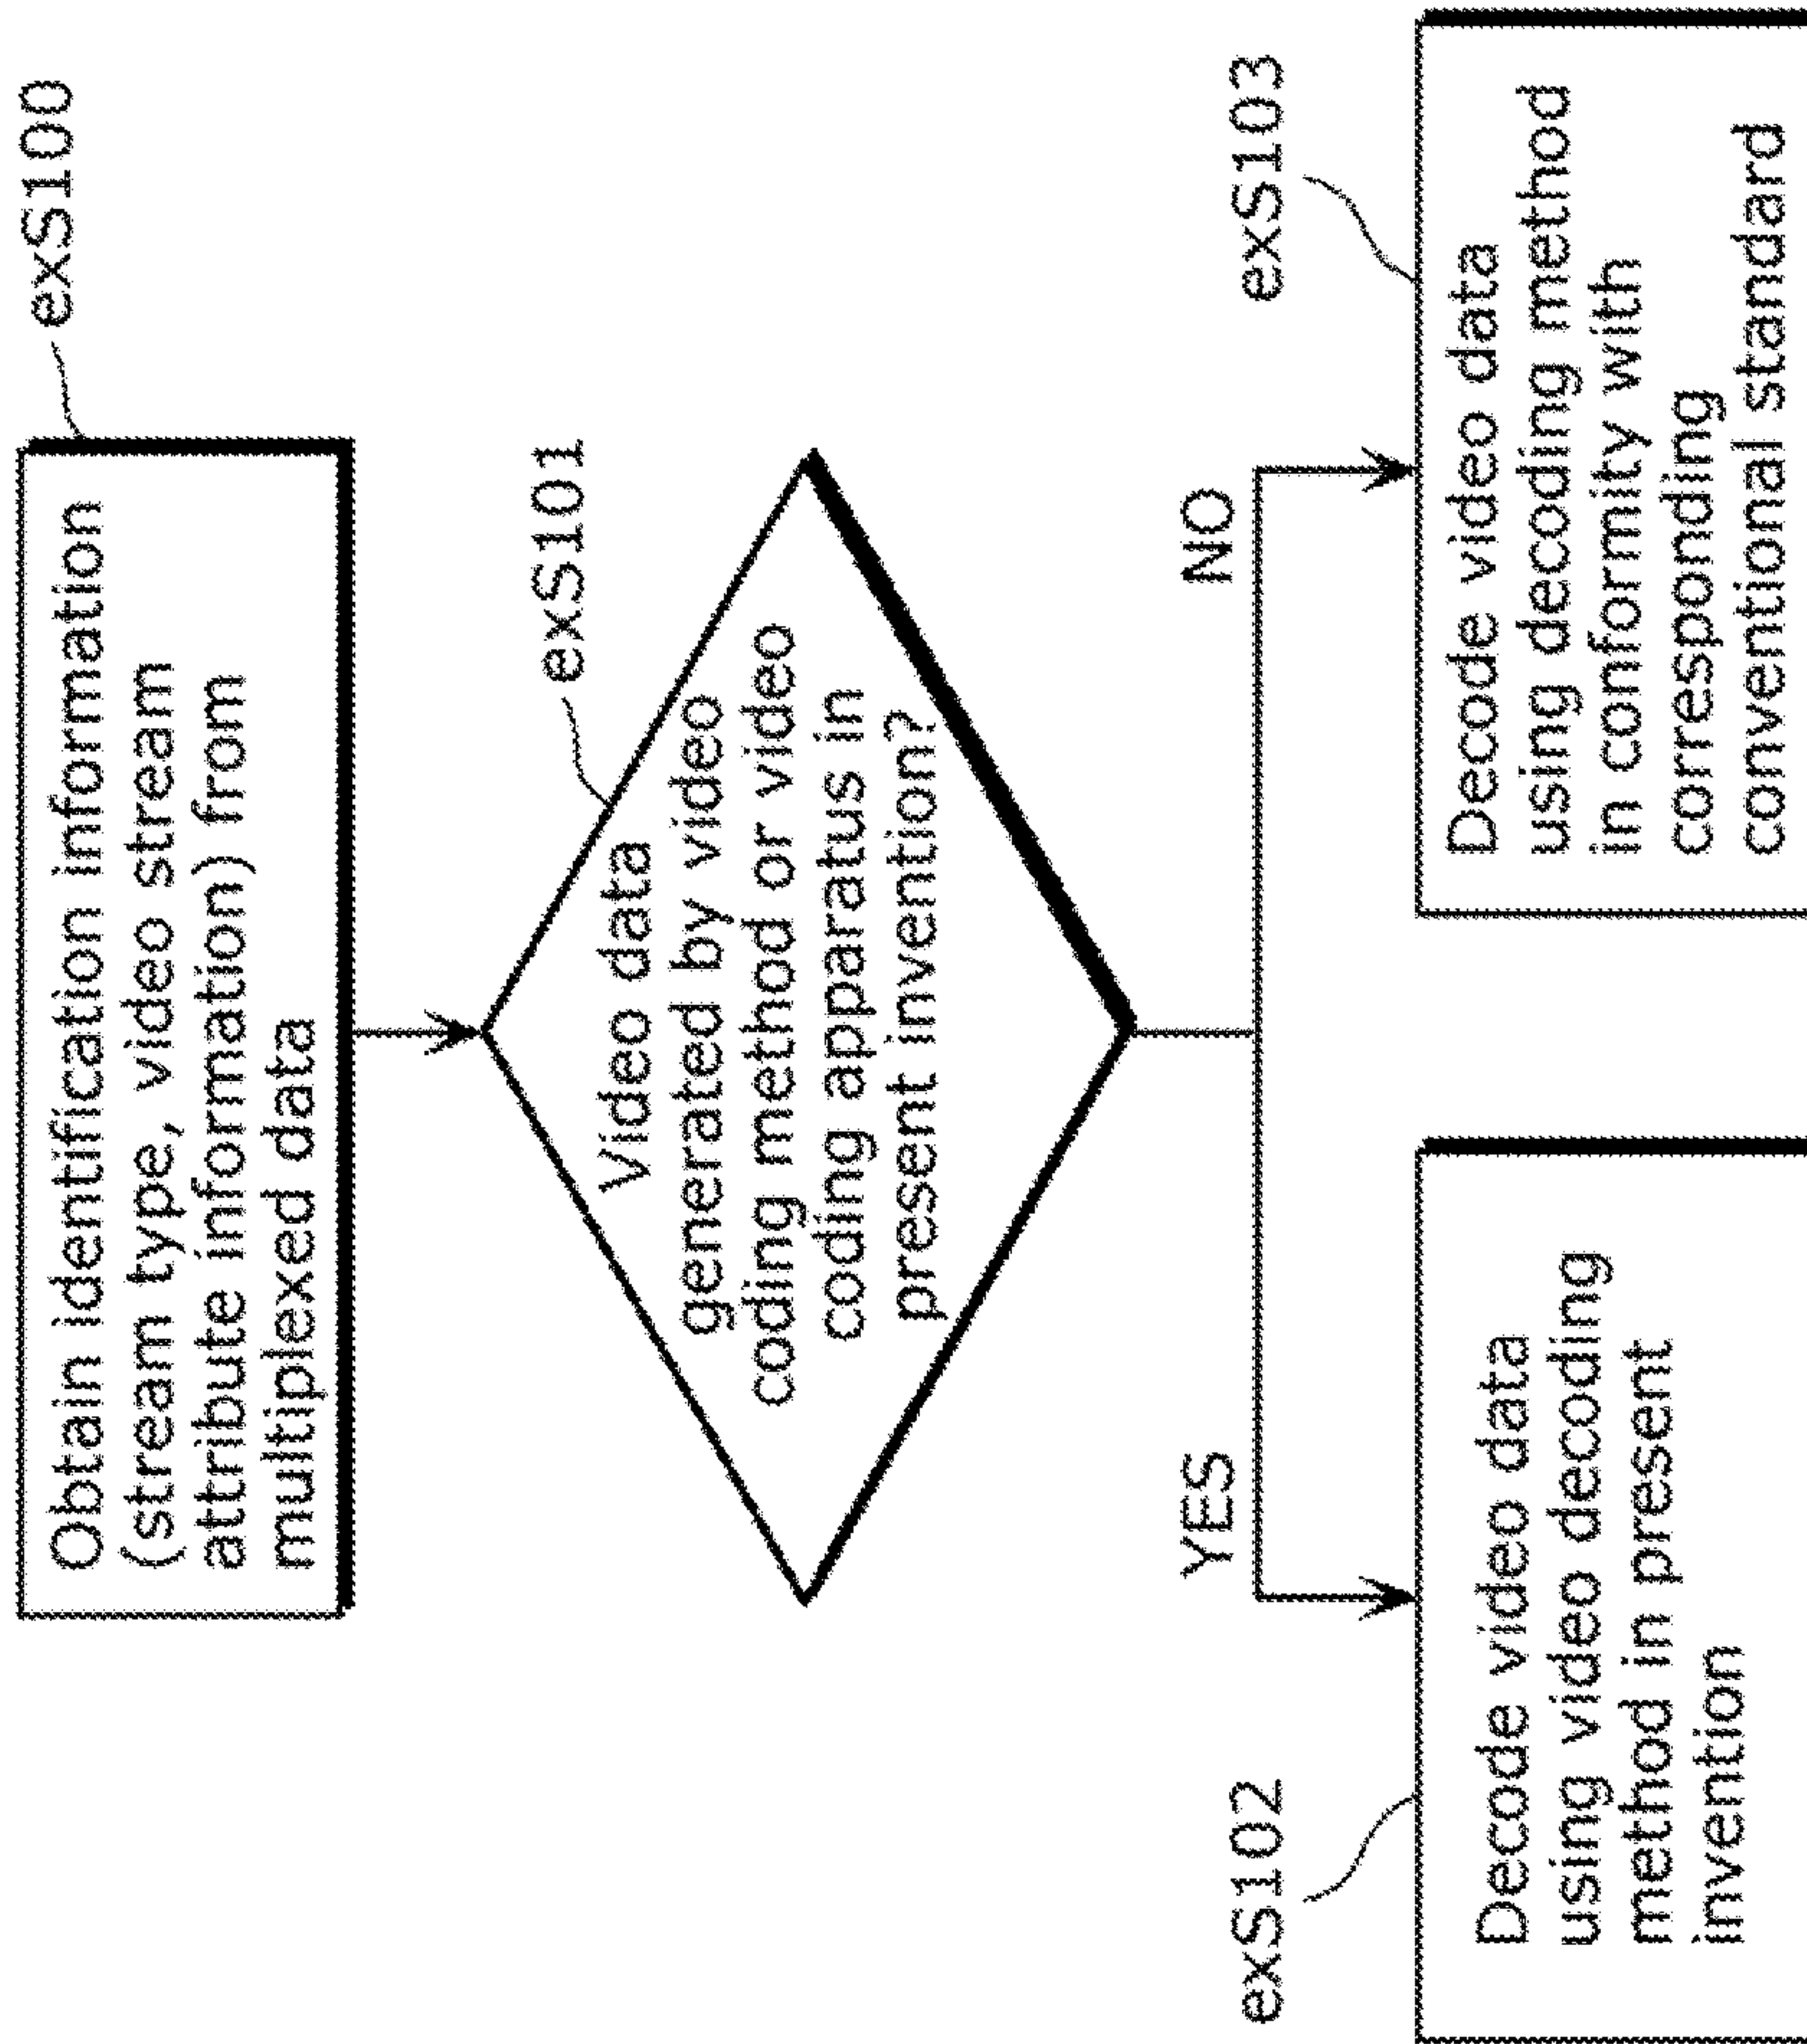 exS100
Obtain identification information
(stream type, video stream
attribute information) from
multiplexed data
exS101
Video data
generated by video
coding method or video
coding apparatus in
present invention?
YES
NO
exS102
Decode video data
using video decoding
method in present
invention
exS103
Decode video data
using decoding method
in conformity with
corresponding
conventional standard